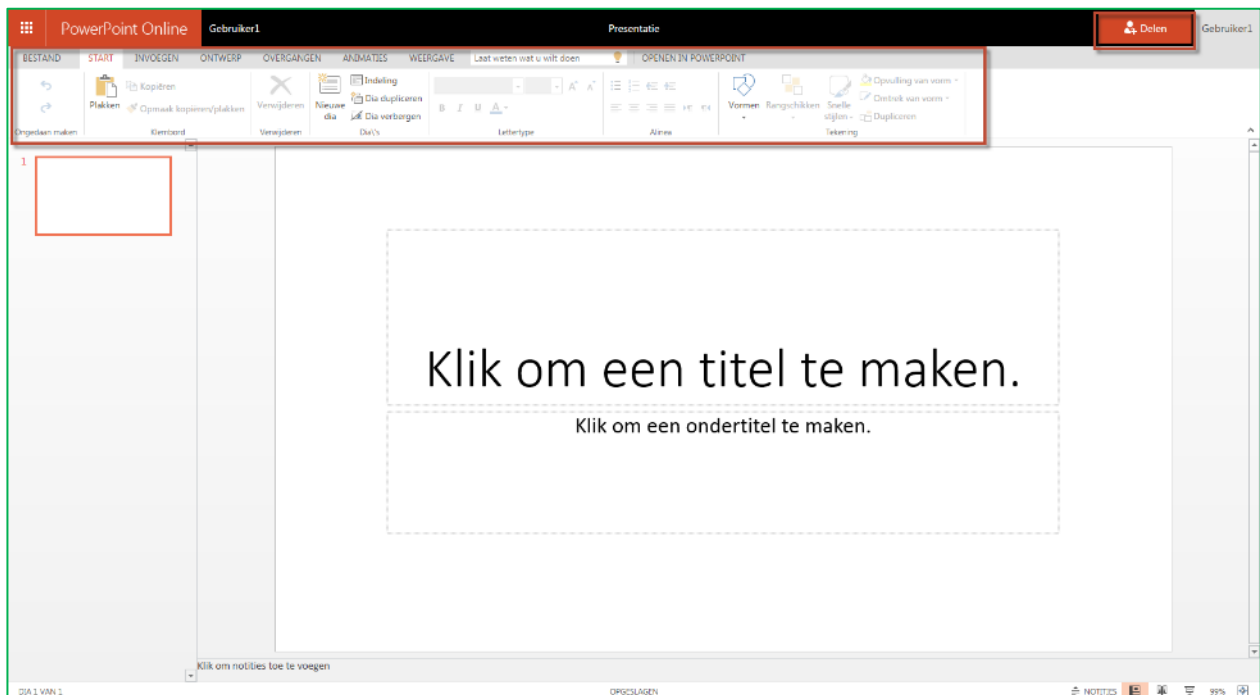 PowerPoint Online Gebruiker1 Presentatie Delen Gebruiker1
BESTAND START INVOEGEN ONTWERP OVERGANGEN ANIMATIES WEERGAVE Laat weten wat u wilt doen OPENEN IN POWERPOINT
Plakken
Kopiëren
Opmaak kopiëren/plakken
Verwijderen
Nieuwe dia
Indeling
Dia dupliceren
Dia verbergen
B I U A
Vormen Rangschikken Snelle stijlen
Opvulling van vorm
Omtrek van vorm
Dupliceren
Ongedaan maken Klembord Verwijderen Dia\'s Lettertype Alinea Tekening
1
Klik om een titel te maken.
Klik om een ondertitel te maken.
Klik om notities toe te voegen
DIA 1 VAN 1 OPGESLAGEN NOTITIES 99%